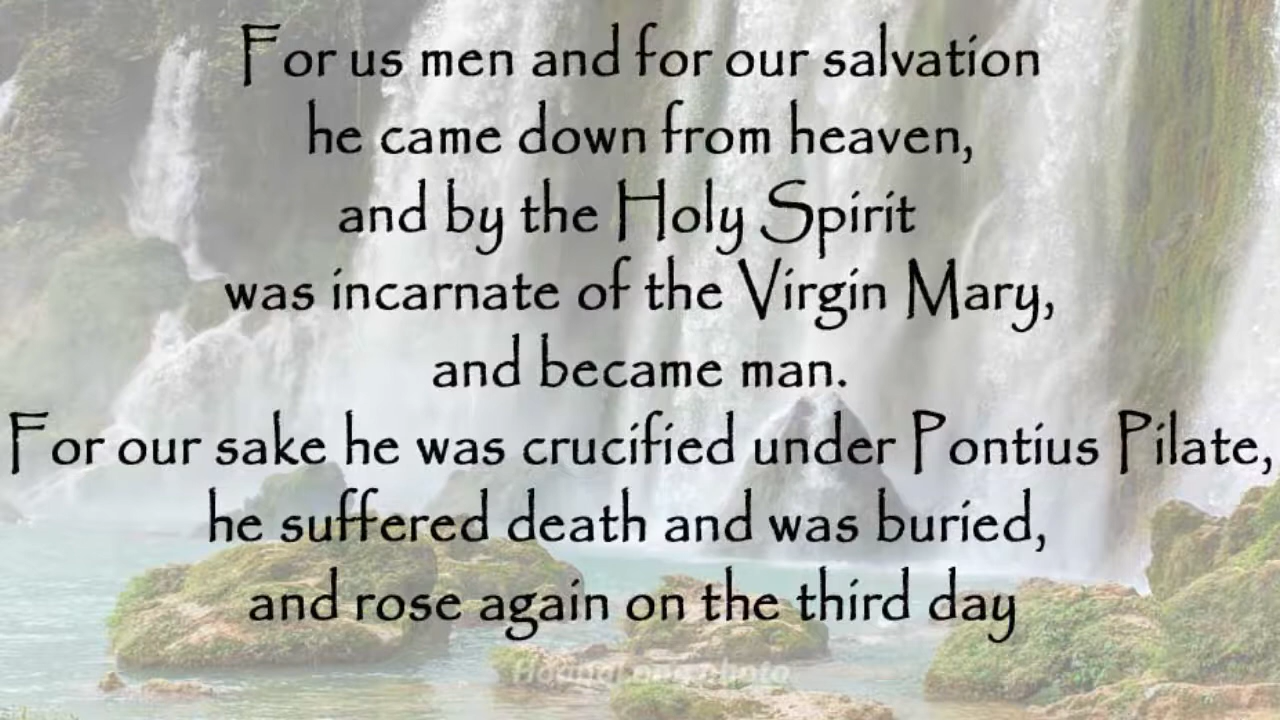 For us men and for our salvation
he came down from heaven,
and by the Holy Spirit
was incarnate of the Virgin Mary,
and became man.
For our sake he was crucified under Pontius Pilate,
he suffered death and was buried,
and rose again on the third day